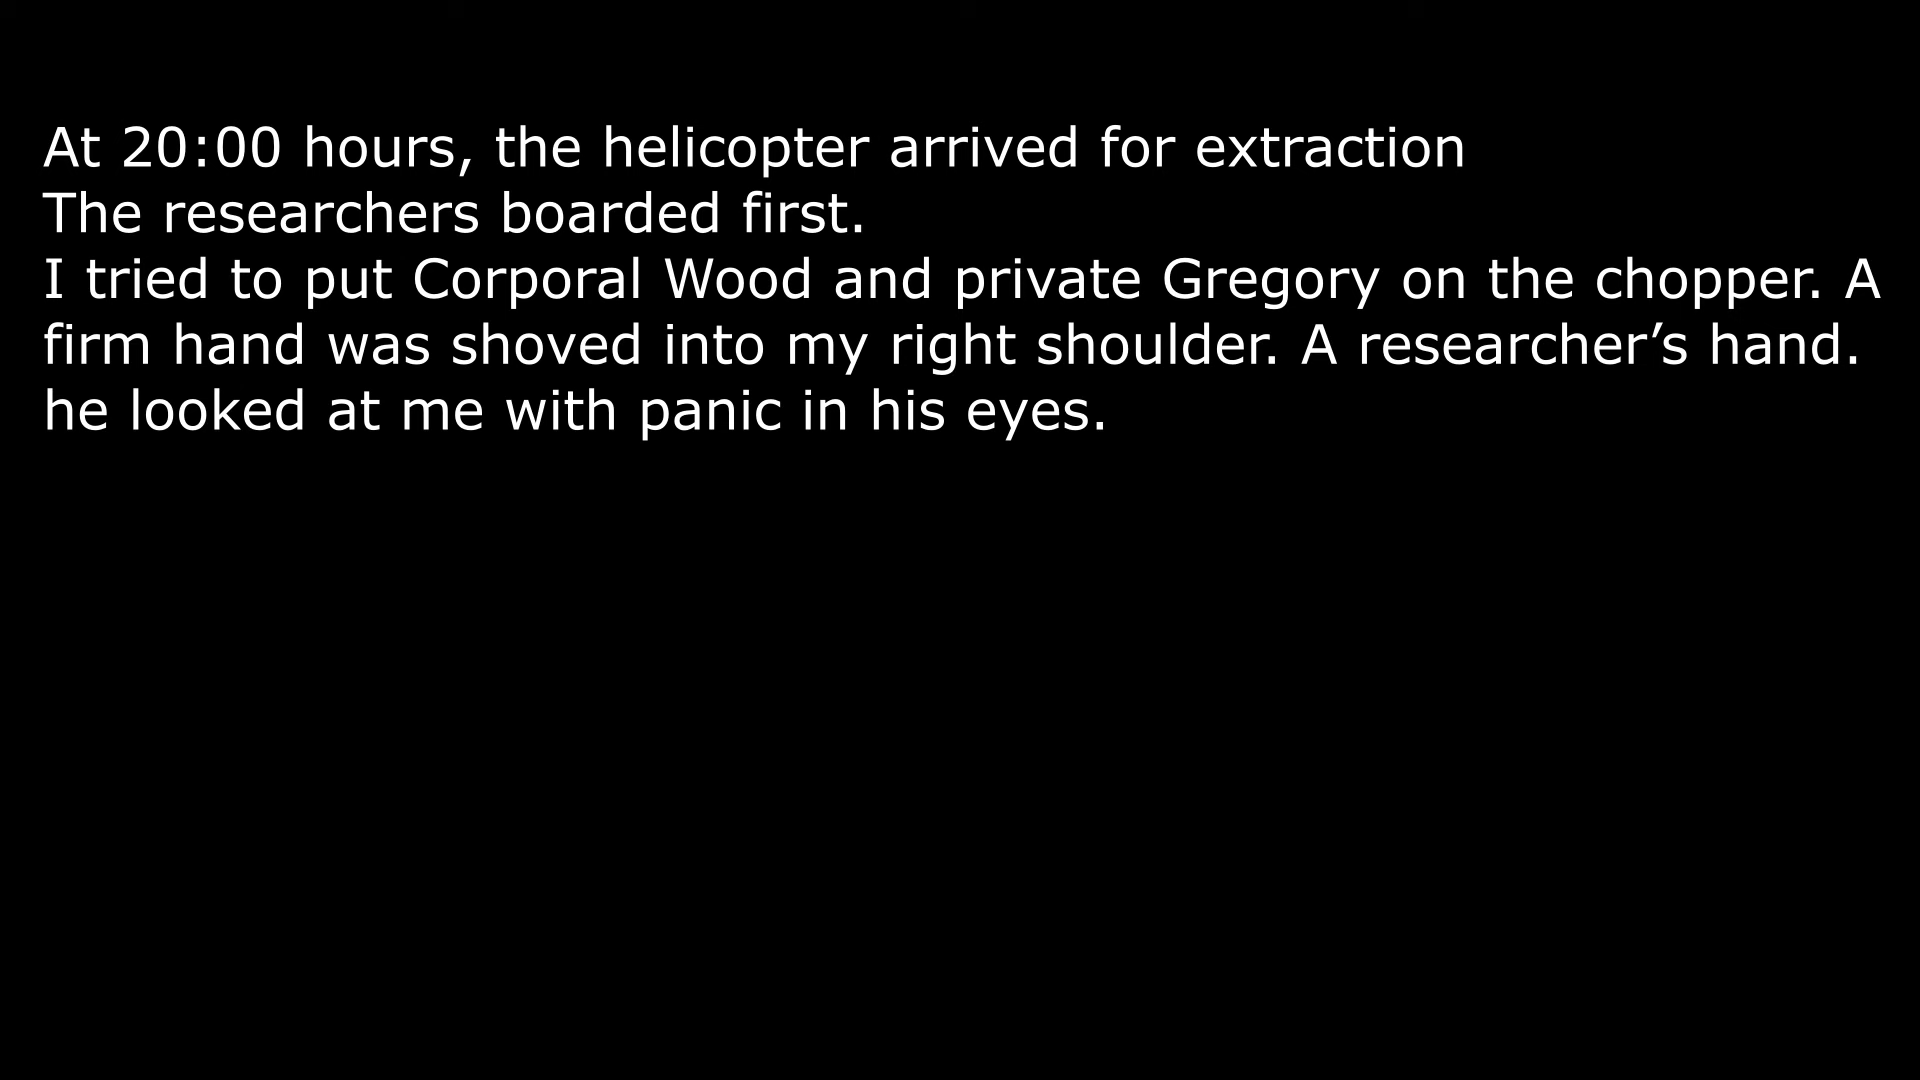 At 20:00 hours, the helicopter arrived for extraction
The researchers boarded first.
I tried to put Corporal Wood and private Gregory on the chopper. A
firm hand was shoved into my right shoulder. A researcher’s hand.
he looked at me with panic in his eyes.